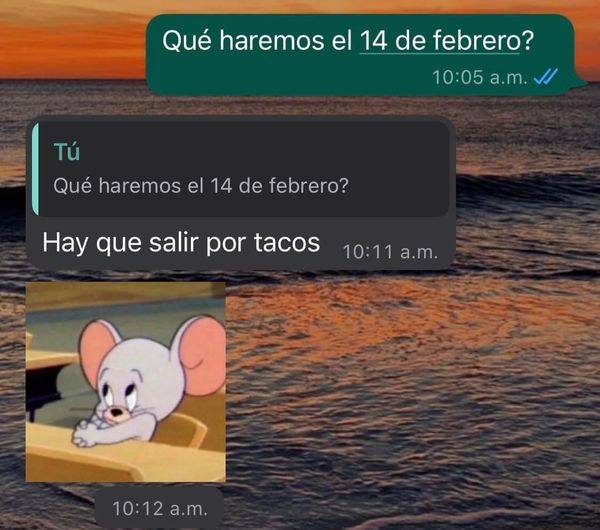 Qué haremos el 14 de febrero?
10:05 a.m.
Tú
Qué haremos el 14 de febrero?
Hay que salir por tacos
10:11 a.m.
10:12 a.m.